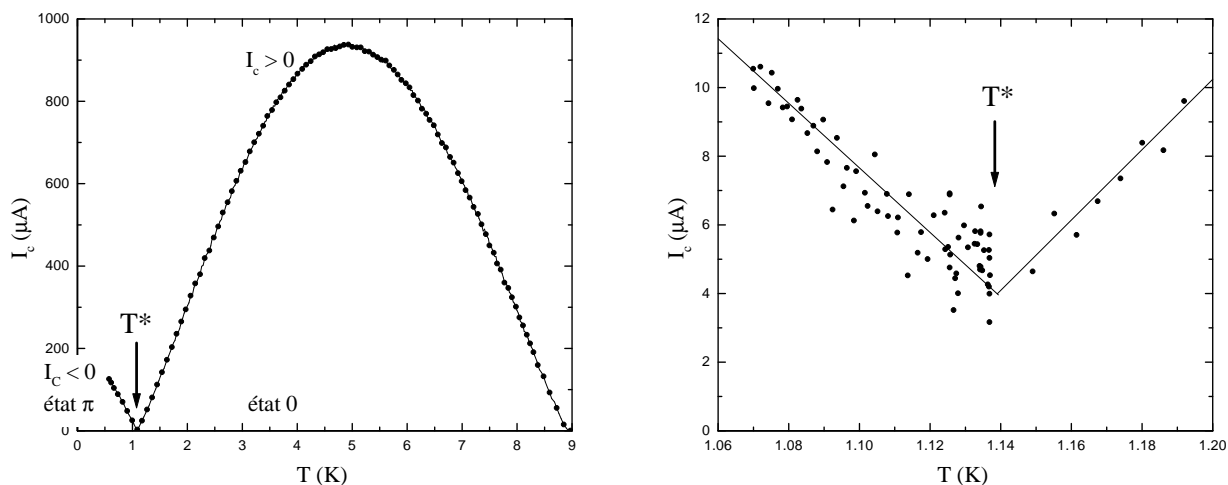 1000
800
600
400
200
0
0 1 2 3 4 5 6 7 8 9
I_c (μA)
T (K)
I_c > 0
T*
I_C < 0
état π
état 0
12
10
8
6
4
2
0
1.06 1.08 1.10 1.12 1.14 1.16 1.18 1.20
I_c (μA)
T (K)
T*